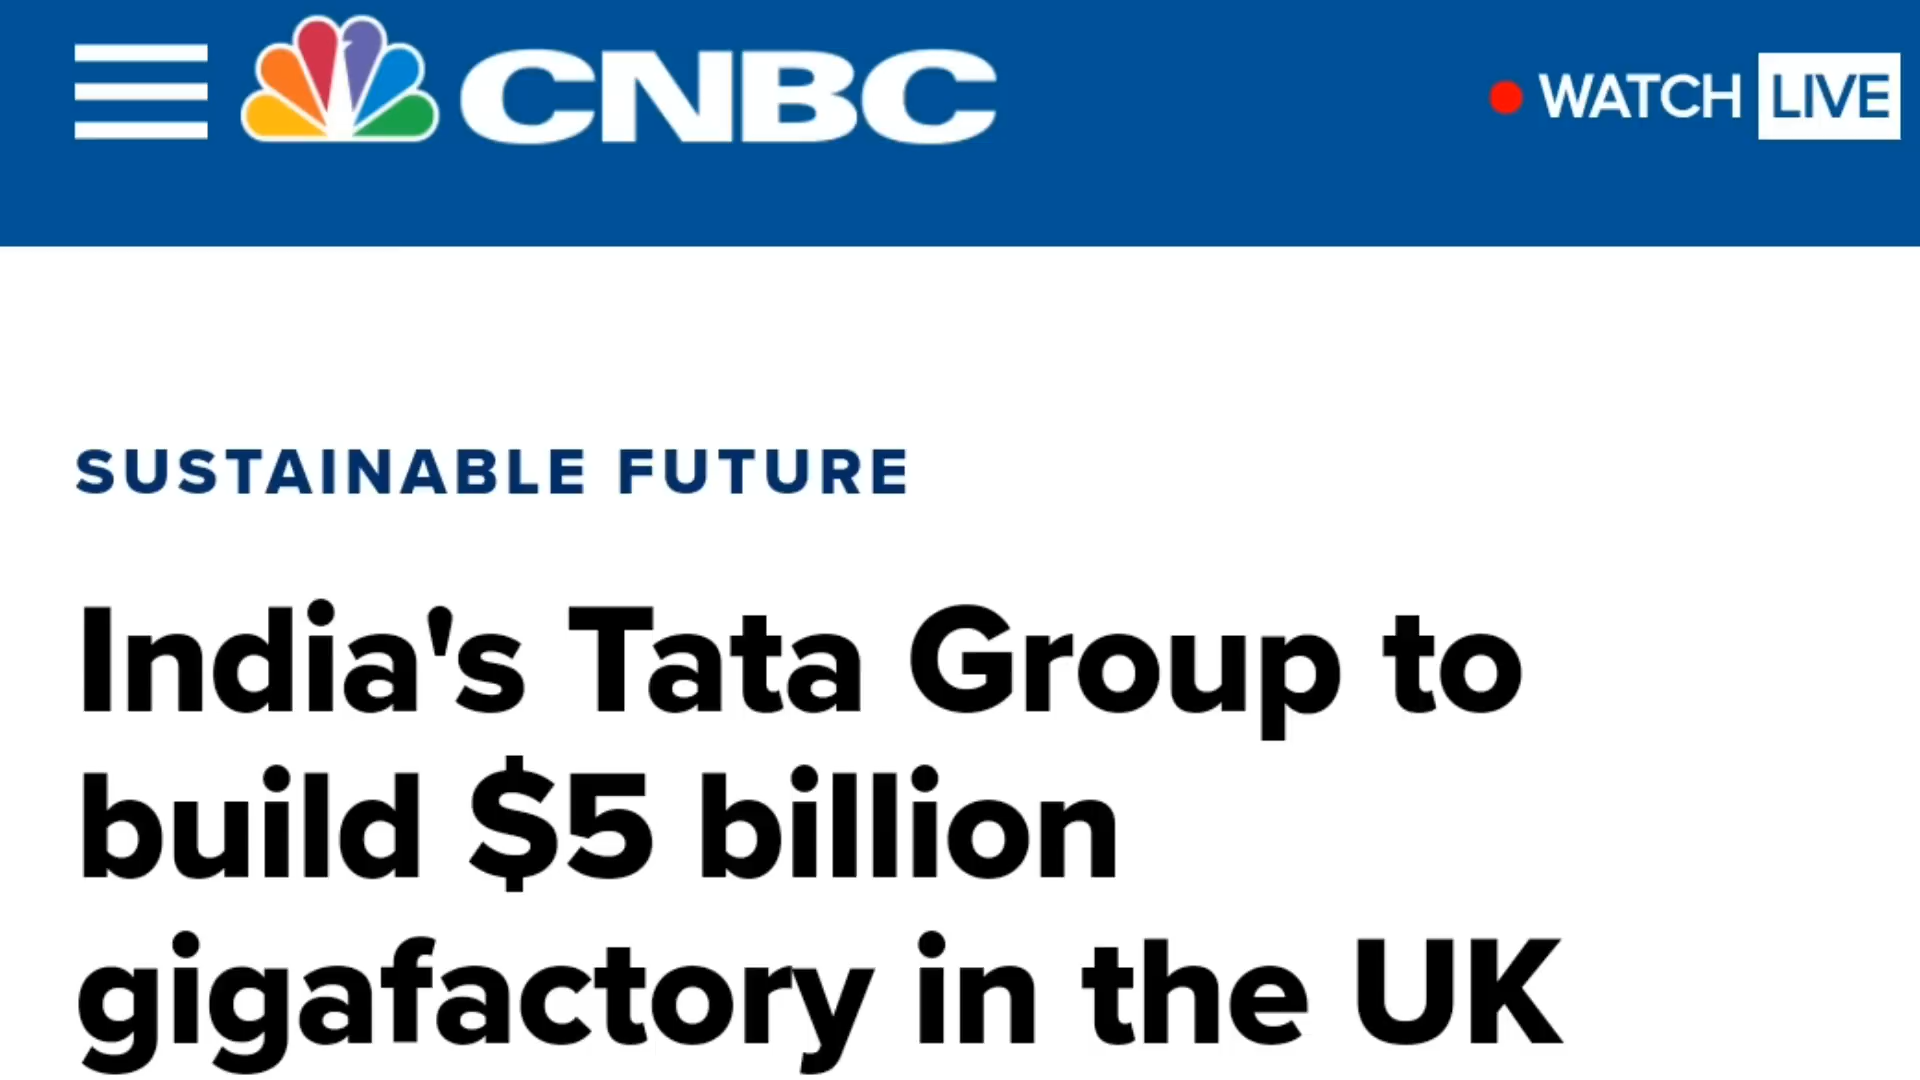 CNBC
WATCH LIVE
SUSTAINABLE FUTURE
India's Tata Group to
build $5 billion
gigafactory in the UK